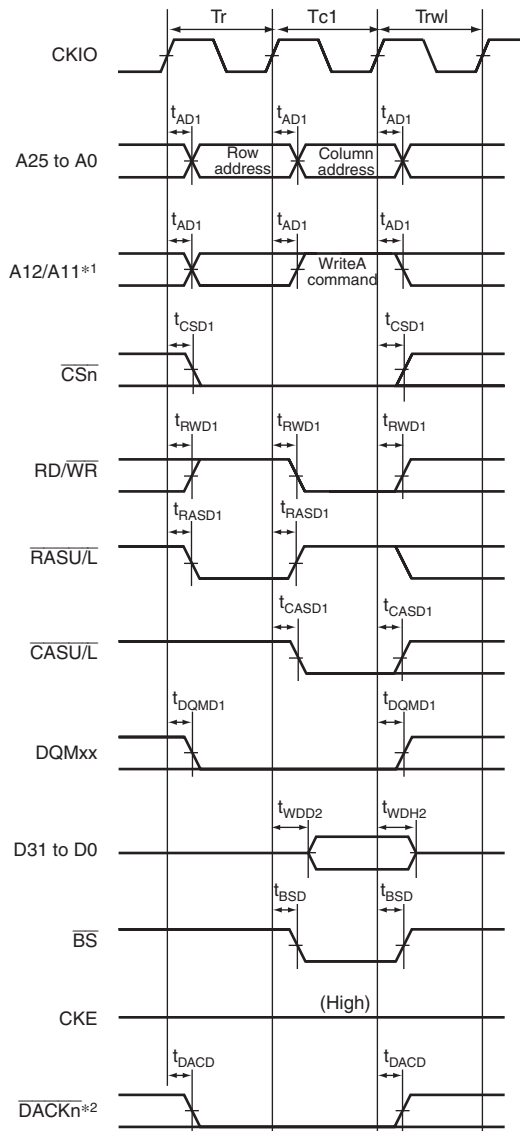 Tr Tc1 Trwl
CKIO
tAD1 tAD1 tAD1
A25 to A0
Row address
Column address
tAD1 tAD1 tAD1
A12/A11*1
WriteA command
tCSD1 tCSD1
CSn
tRWD1 tRWD1 tRWD1
RD/WR
tRASD1 tRASD1
RASU/L
tCASD1 tCASD1
CASU/L
tDQMD1 tDQMD1
DQMxx
tWDD2 tWDH2
D31 to D0
tBSD tBSD
BS
(High)
CKE
tDACD tDACD
DACKn*2